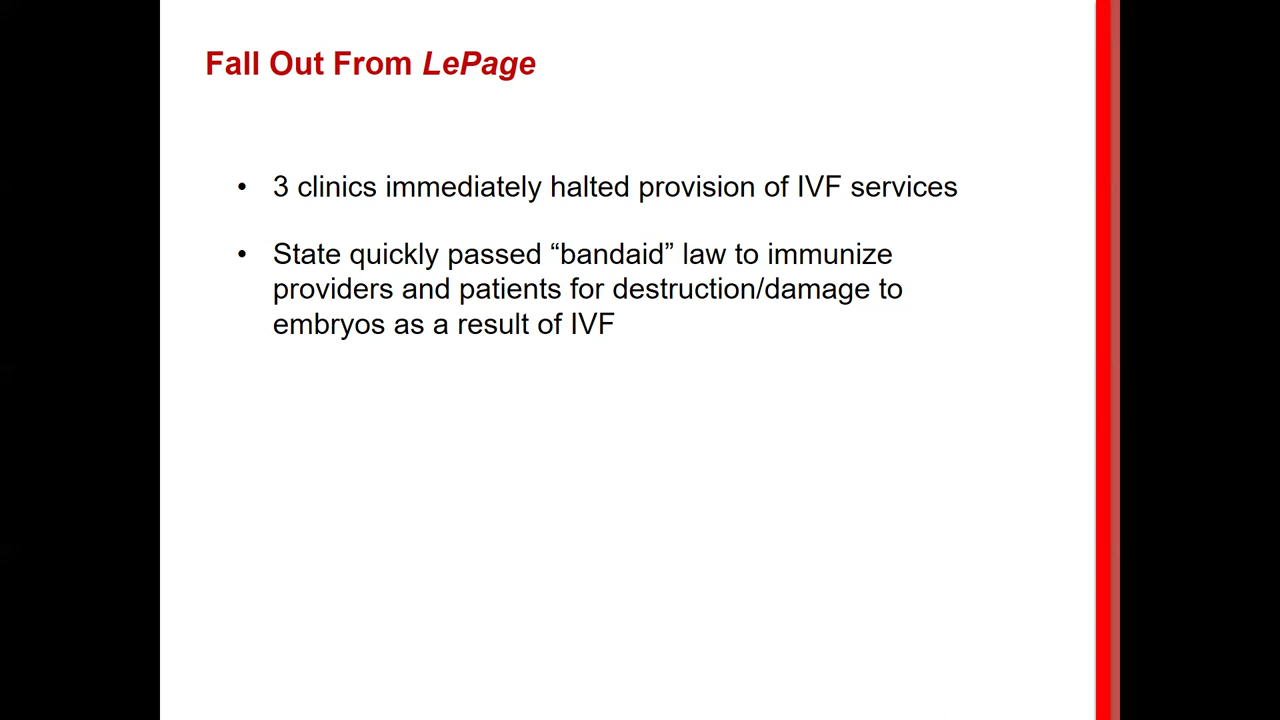 Fall Out From LePage
• 3 clinics immediately halted provision of IVF services
• State quickly passed “bandaid” law to immunize
providers and patients for destruction/damage to
embryos as a result of IVF